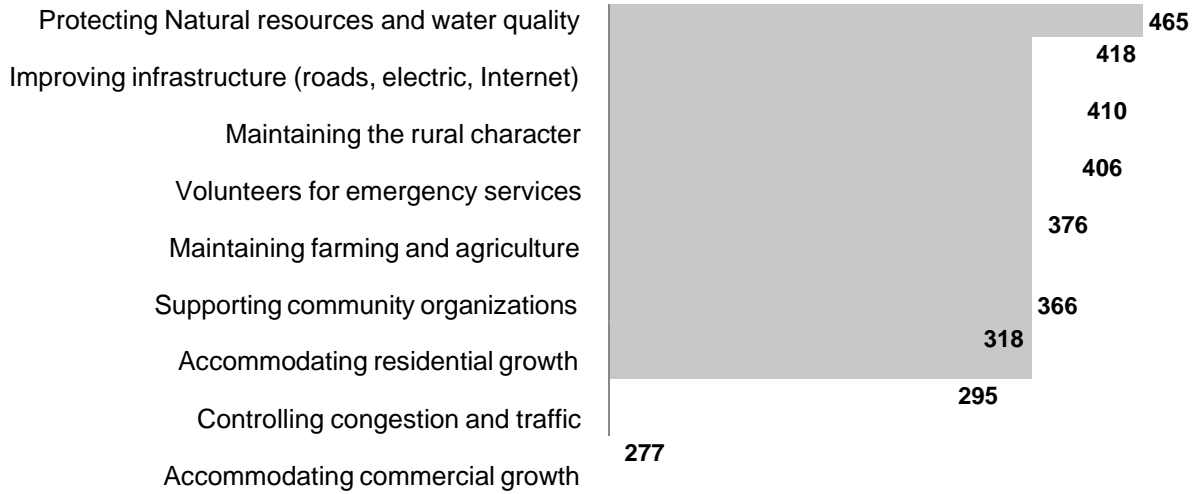 Protecting Natural resources and water quality 465
418
Improving infrastructure (roads, electric, Internet)
410
Maintaining the rural character
406
Volunteers for emergency services
376
Maintaining farming and agriculture
Supporting community organizations 366
318
Accommodating residential growth
295
Controlling congestion and traffic
277
Accommodating commercial growth